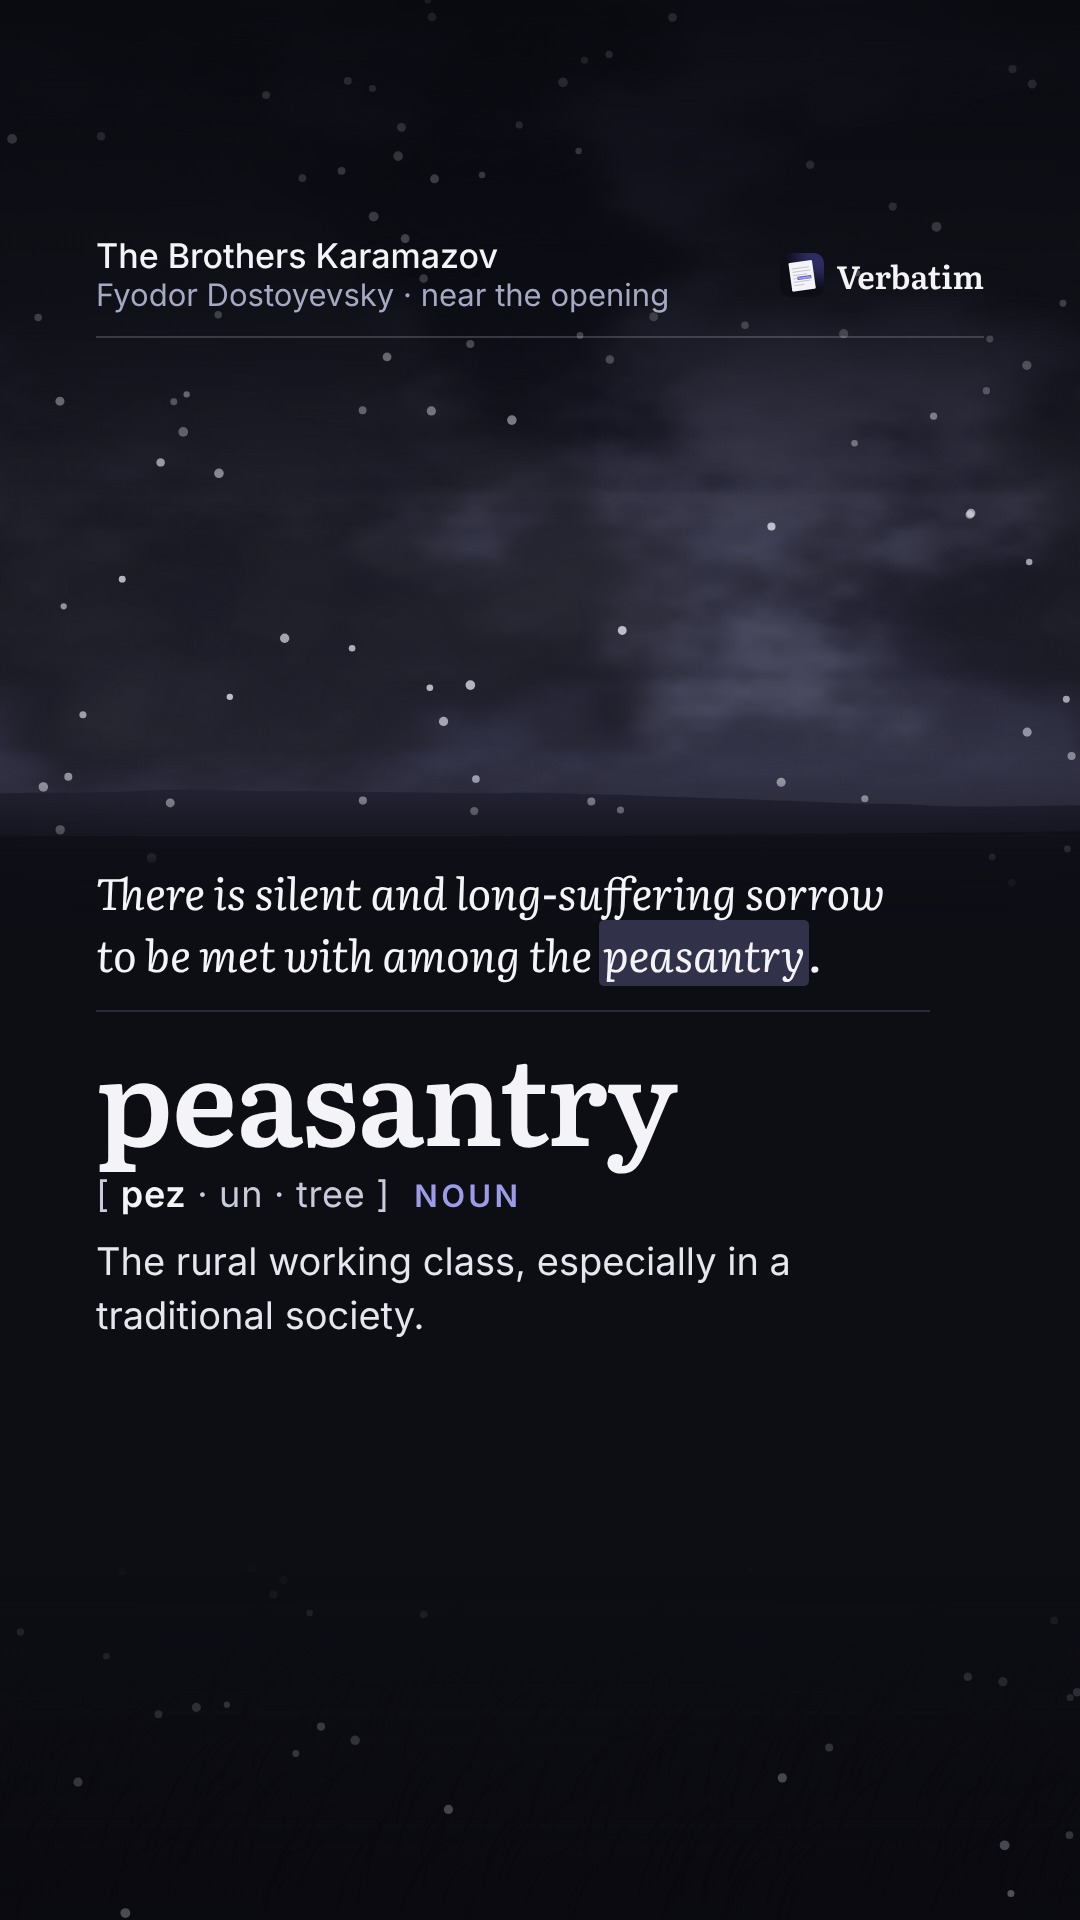 The Brothers Karamazov
Fyodor Dostoyevsky · near the opening
Verbatim
There is silent and long-suffering sorrow
to be met with among the peasantry.
peasantry
[ pez · un · tree ] NOUN
The rural working class, especially in a
traditional society.